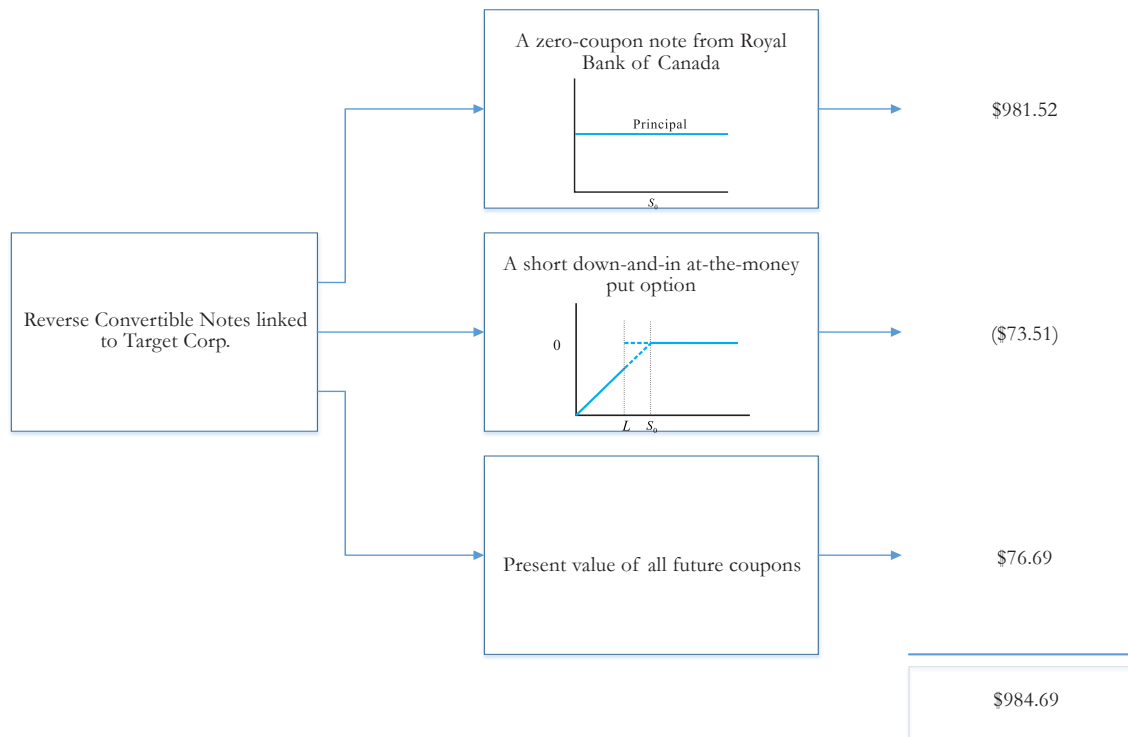 A zero-coupon note from Royal
Bank of Canada
Principal
S₀
$981.52
Reverse Convertible Notes linked
to Target Corp.
A short down-and-in at-the-money
put option
0
L S₀
($73.51)
Present value of all future coupons
$76.69
$984.69